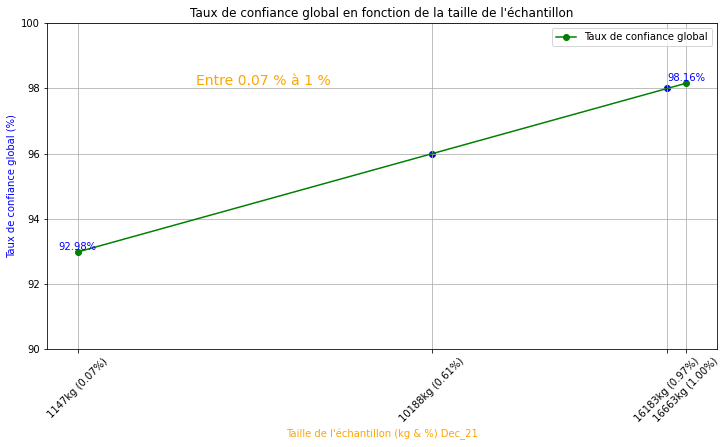 Taux de confiance global en fonction de la taille de l'échantillon
100
98
96
94
92
90
Taux de confiance global (%)
Taux de confiance global
Entre 0.07 % à 1 %
98.16%
92.98%
1147kg (0.07%)
10188kg (0.61%)
16183kg (0.97%)
16663kg (1.00%)
Taille de l'échantillon (kg & %) Dec_21